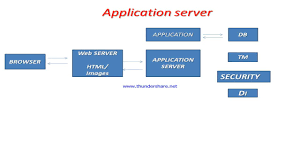 Application server
APPLICATION
DB
BROWSER
Web SERVER
HTML/
images
APPLICATION
SERVER
TM
SECURITY
Di
www.thundershare.net